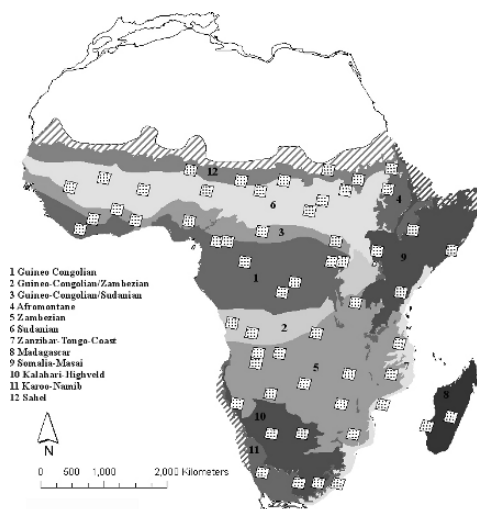 12
6
4
3
9
1
2
5
7
8
10
11
1 Guineo Congolian
2 Guineo-Congolian/Zambezian
3 Guineo-Congolian/Sudanian
4 Afromontane
5 Zambezian
6 Sudanian
7 Zanzibar-Tongo-Coast
8 Madagascar
9 Somalia-Masai
10 Kalahari-Highveld
11 Karoo-Namib
12 Sahel
N
0 500 1,000 2,000 Kilometers